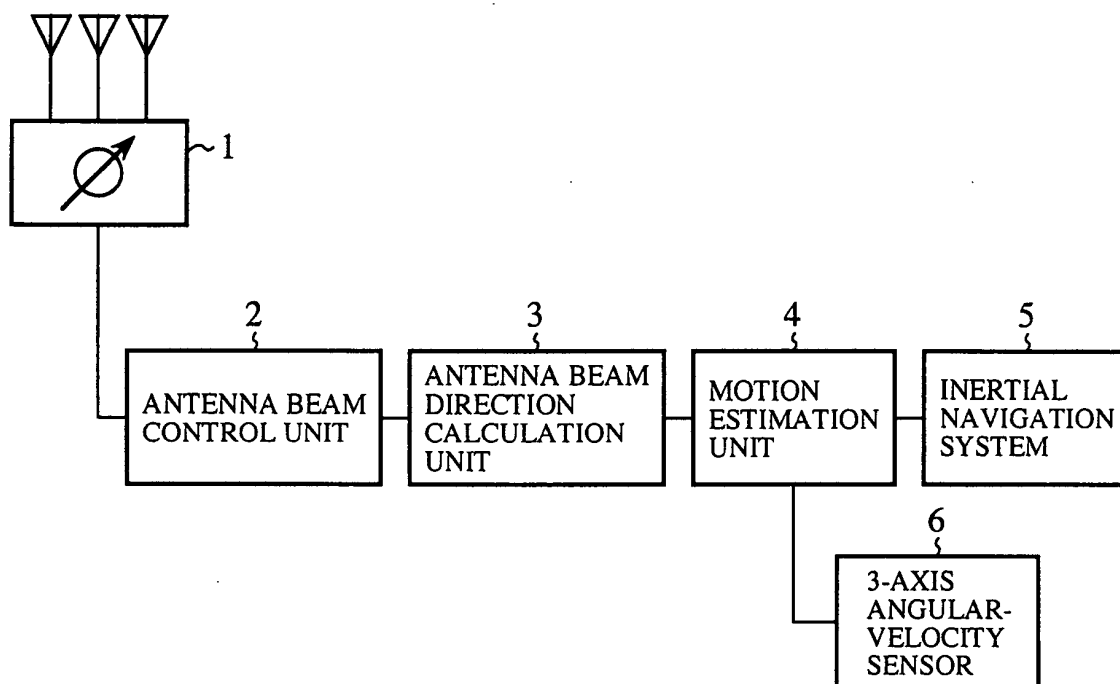 1
2
ANTENNA BEAM
CONTROL UNIT
3
ANTENNA BEAM
DIRECTION
CALCULATION
UNIT
4
MOTION
ESTIMATION
UNIT
5
INERTIAL
NAVIGATION
SYSTEM
6
3-AXIS
ANGULAR-
VELOCITY
SENSOR